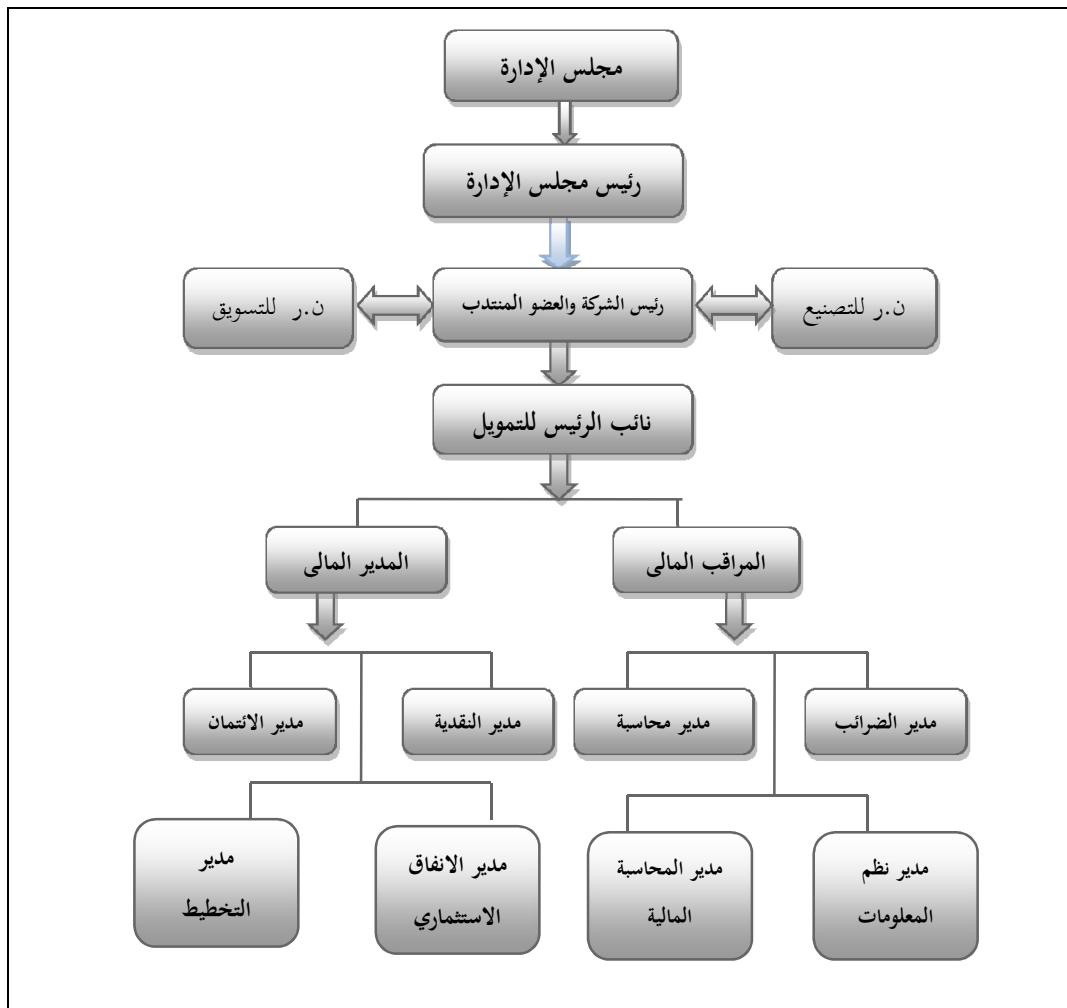 مجلس الإدارة
رئيس مجلس الإدارة
ن.ر للتصنيع
رئيس الشركة والعضو المنتدب
ن.ر للتسويق
نائب الرئيس للتمويل
المراقب المالى
المدير المالى
مدير الضرائب
مدير محاسبة
مدير النقدية
مدير الائتمان
مدير نظم
المعلومات
مدير المحاسبة
المالية
مدير الانفاق
الاستثماري
مدير
التخطيط